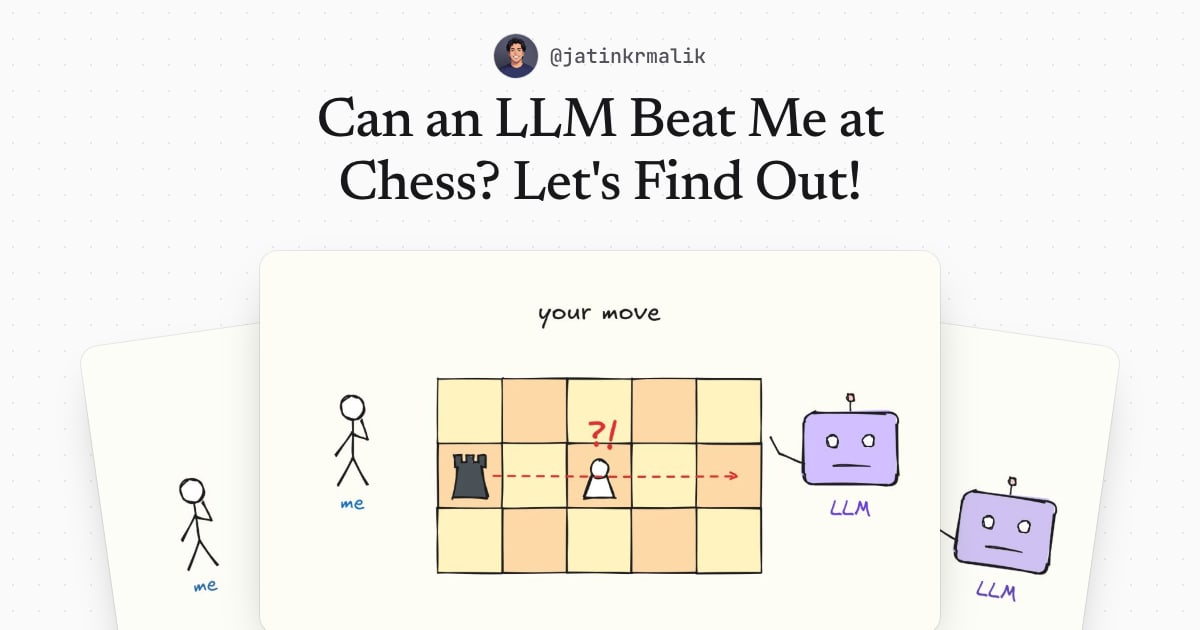 @jatinkrmalik
Can an LLM Beat Me at
Chess? Let's Find Out!
your move
?!
me
LLM
me
LLM